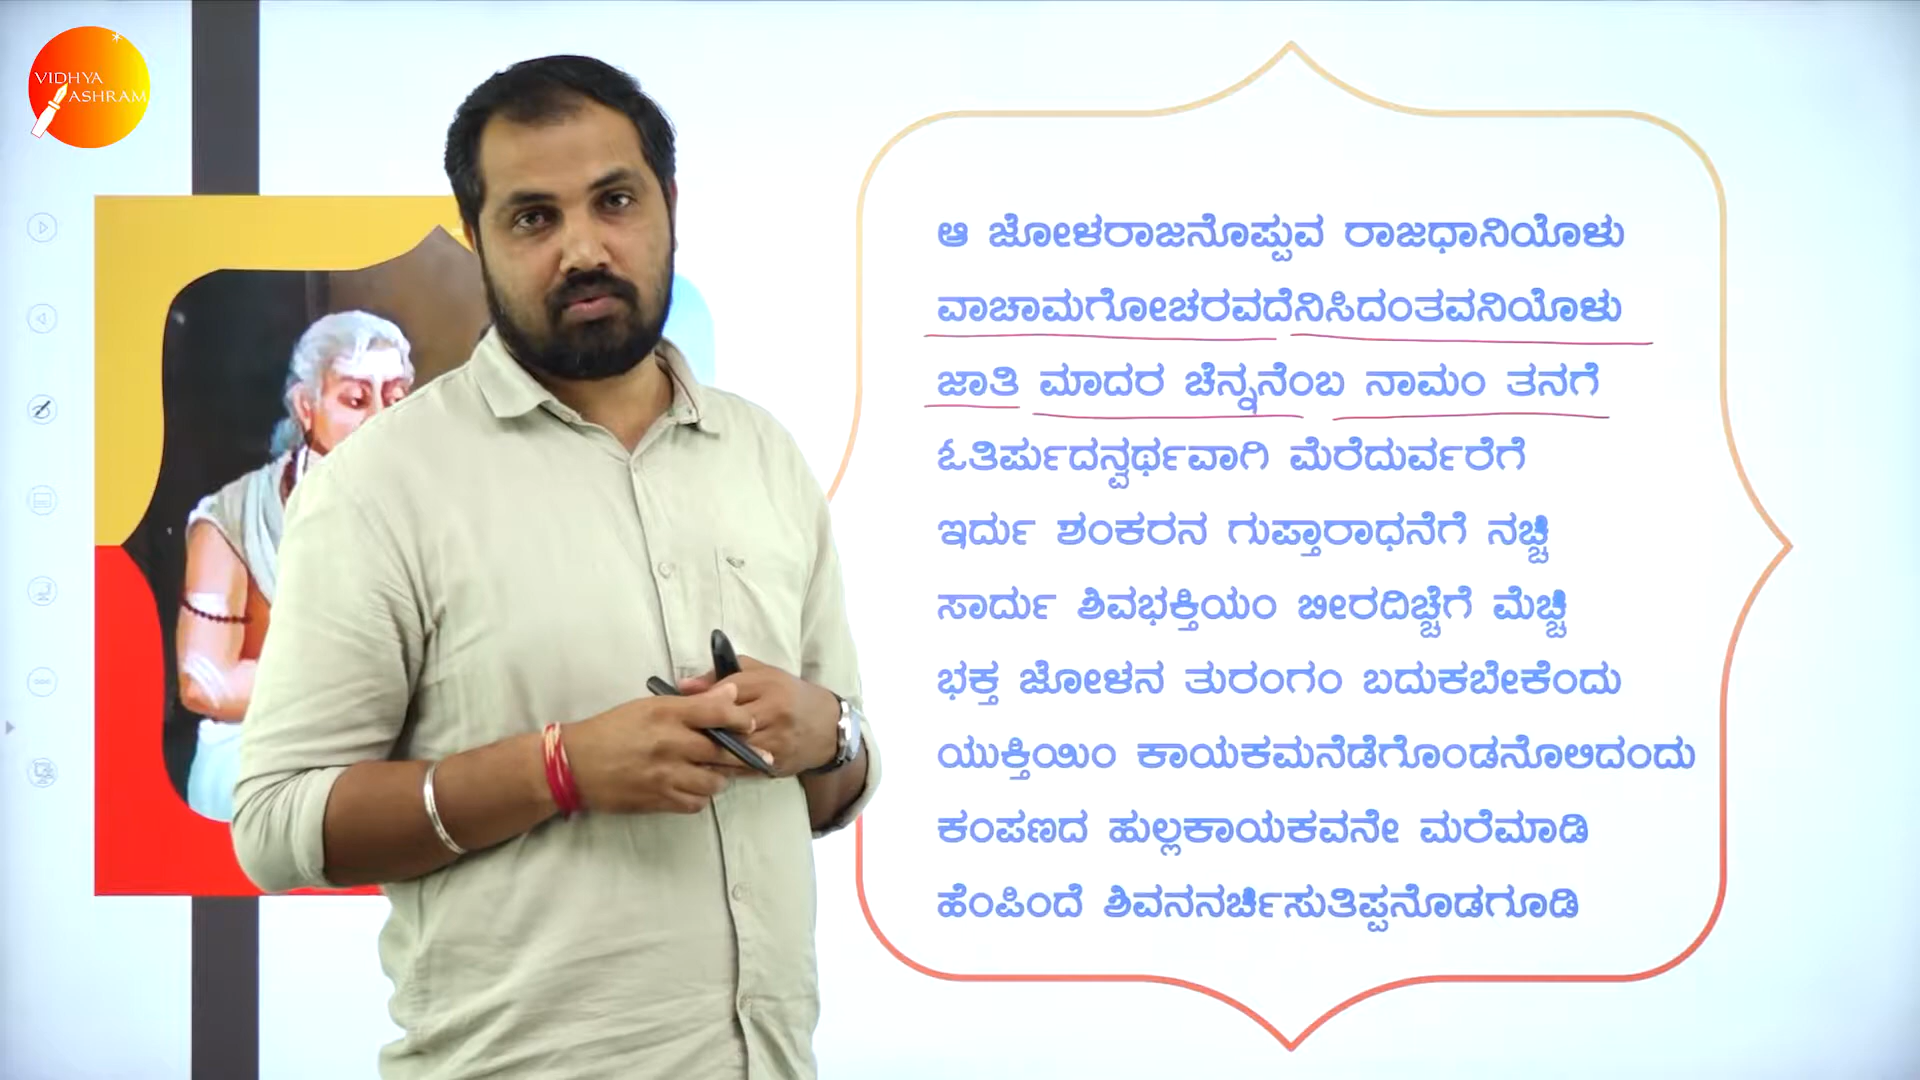 VIDHYA
ASHRAM
ಆ ಜೋಳರಾಜನೊಪ್ಪುವ ರಾಜಧಾನಿಯೊಳು
ವಾಚಾಮಗೋಚರವದೆನಿಸಿದಂತವನಿಯೊಳು
ಜಾತಿ ಮಾದರ ಚೆನ್ನನೆಂಬ ನಾಮಂ ತನಗೆ
ಓತಿರ್ಪುದನ್ವರ್ಥವಾಗಿ ಮೆರೆದುರ್ವರೆಗೆ
ಇರ್ದು ಶಂಕರನ ಗುಪ್ತಾರಾಧನೆಗೆ ನಚ್ಚಿ
ಸಾರ್ದು ಶಿವಭಕ್ತಿಯಂ ಬೀರದಿಚ್ಚೆಗೆ ಮೆಚ್ಚಿ
ಭಕ್ತ ಜೋಳನ ತುರಂಗಂ ಬದುಕಬೇಕೆಂದು
ಯುಕ್ತಿಯಿಂ ಕಾಯಕಮನೆಡೆಗೊಂಡನೊಲಿದಂದು
ಕಂಪಣದ ಹುಲ್ಲಕಾಯಕವನೇ ಮರೆಮಾಡಿ
ಹೆಂಪಿಂದೆ ಶಿವನನರ್ಚಿಸುತಿಪ್ಪನೊಡಗೂಡಿ